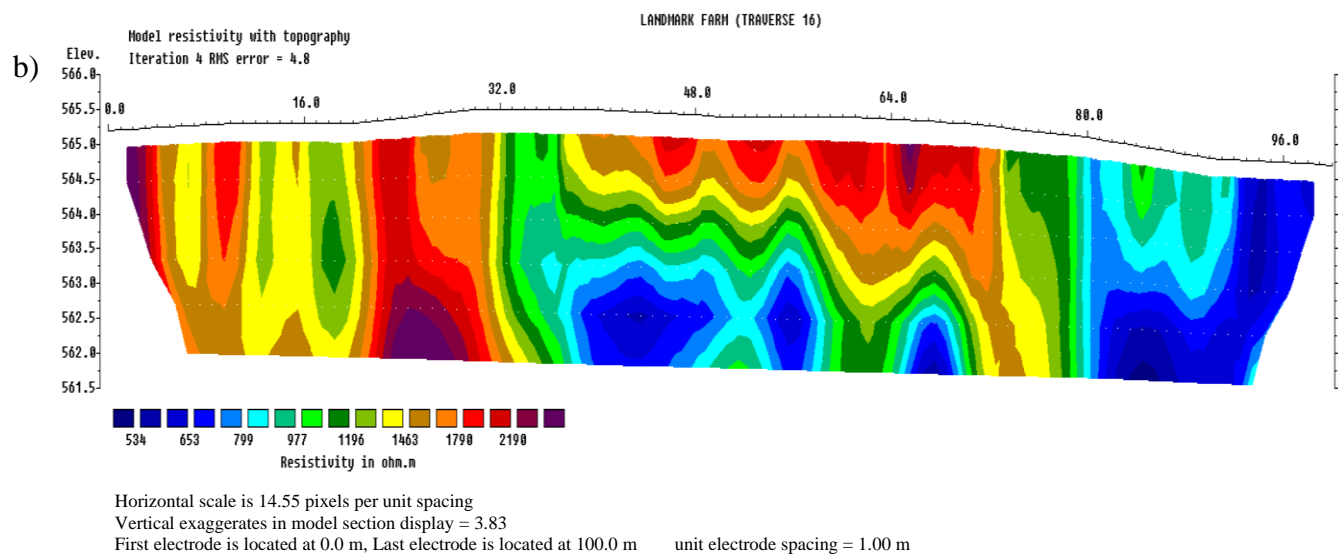 LANDMARK FARM (TRAVERSE 16)
Model resistivity with topography
b) Elev. Iteration 4 RMS error = 4.8
566.0
565.5
565.0
564.5
564.0
563.5
563.0
562.5
562.0
561.5
0.0 16.0 32.0 48.0 64.0 80.0 96.0
534 653 799 977 1196 1463 1790 2190
Resistivity in ohm.m
Horizontal scale is 14.55 pixels per unit spacing
Vertical exaggerates in model section display = 3.83
First electrode is located at 0.0 m, Last electrode is located at 100.0 m unit electrode spacing = 1.00 m